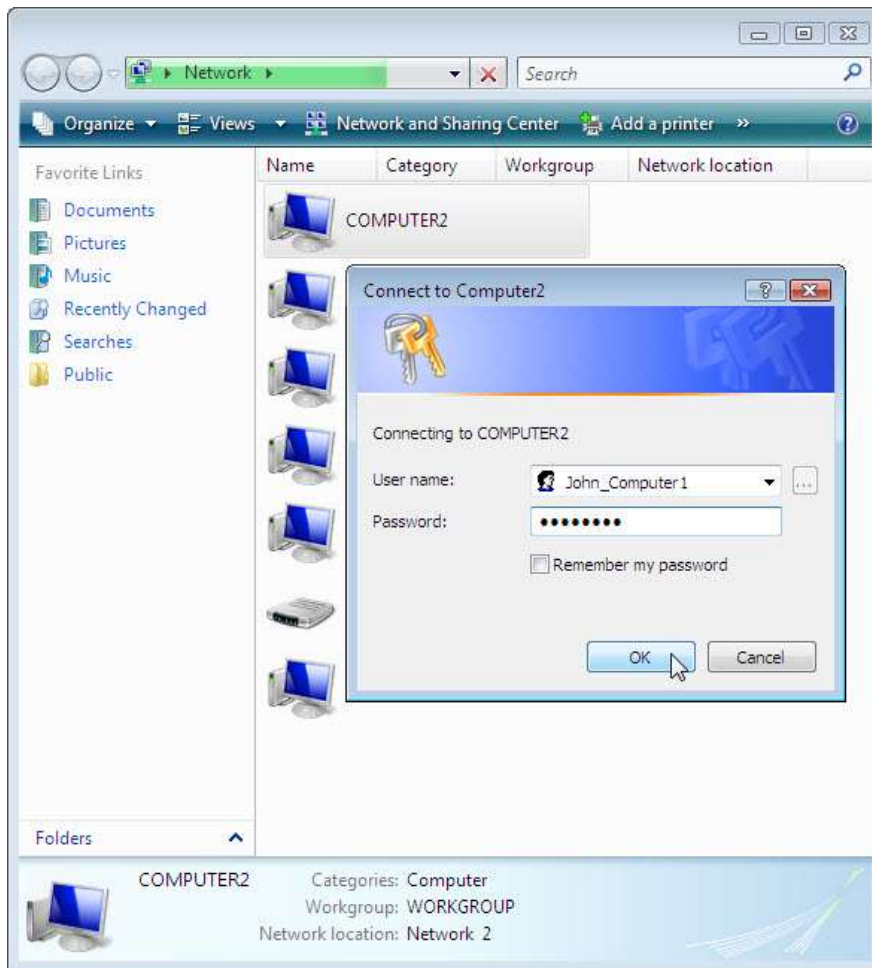 Network
Search
Organize Views Network and Sharing Center Add a printer »
Favorite Links
Documents
Pictures
Music
Recently Changed
Searches
Public
Folders
Name Category Workgroup Network location
COMPUTER2
Connect to Computer2
Connecting to COMPUTER2
User name: John_Computer1 ...
Password: ●●●●●●●●
Remember my password
OK Cancel
COMPUTER2 Categories: Computer
Workgroup: WORKGROUP
Network location: Network 2